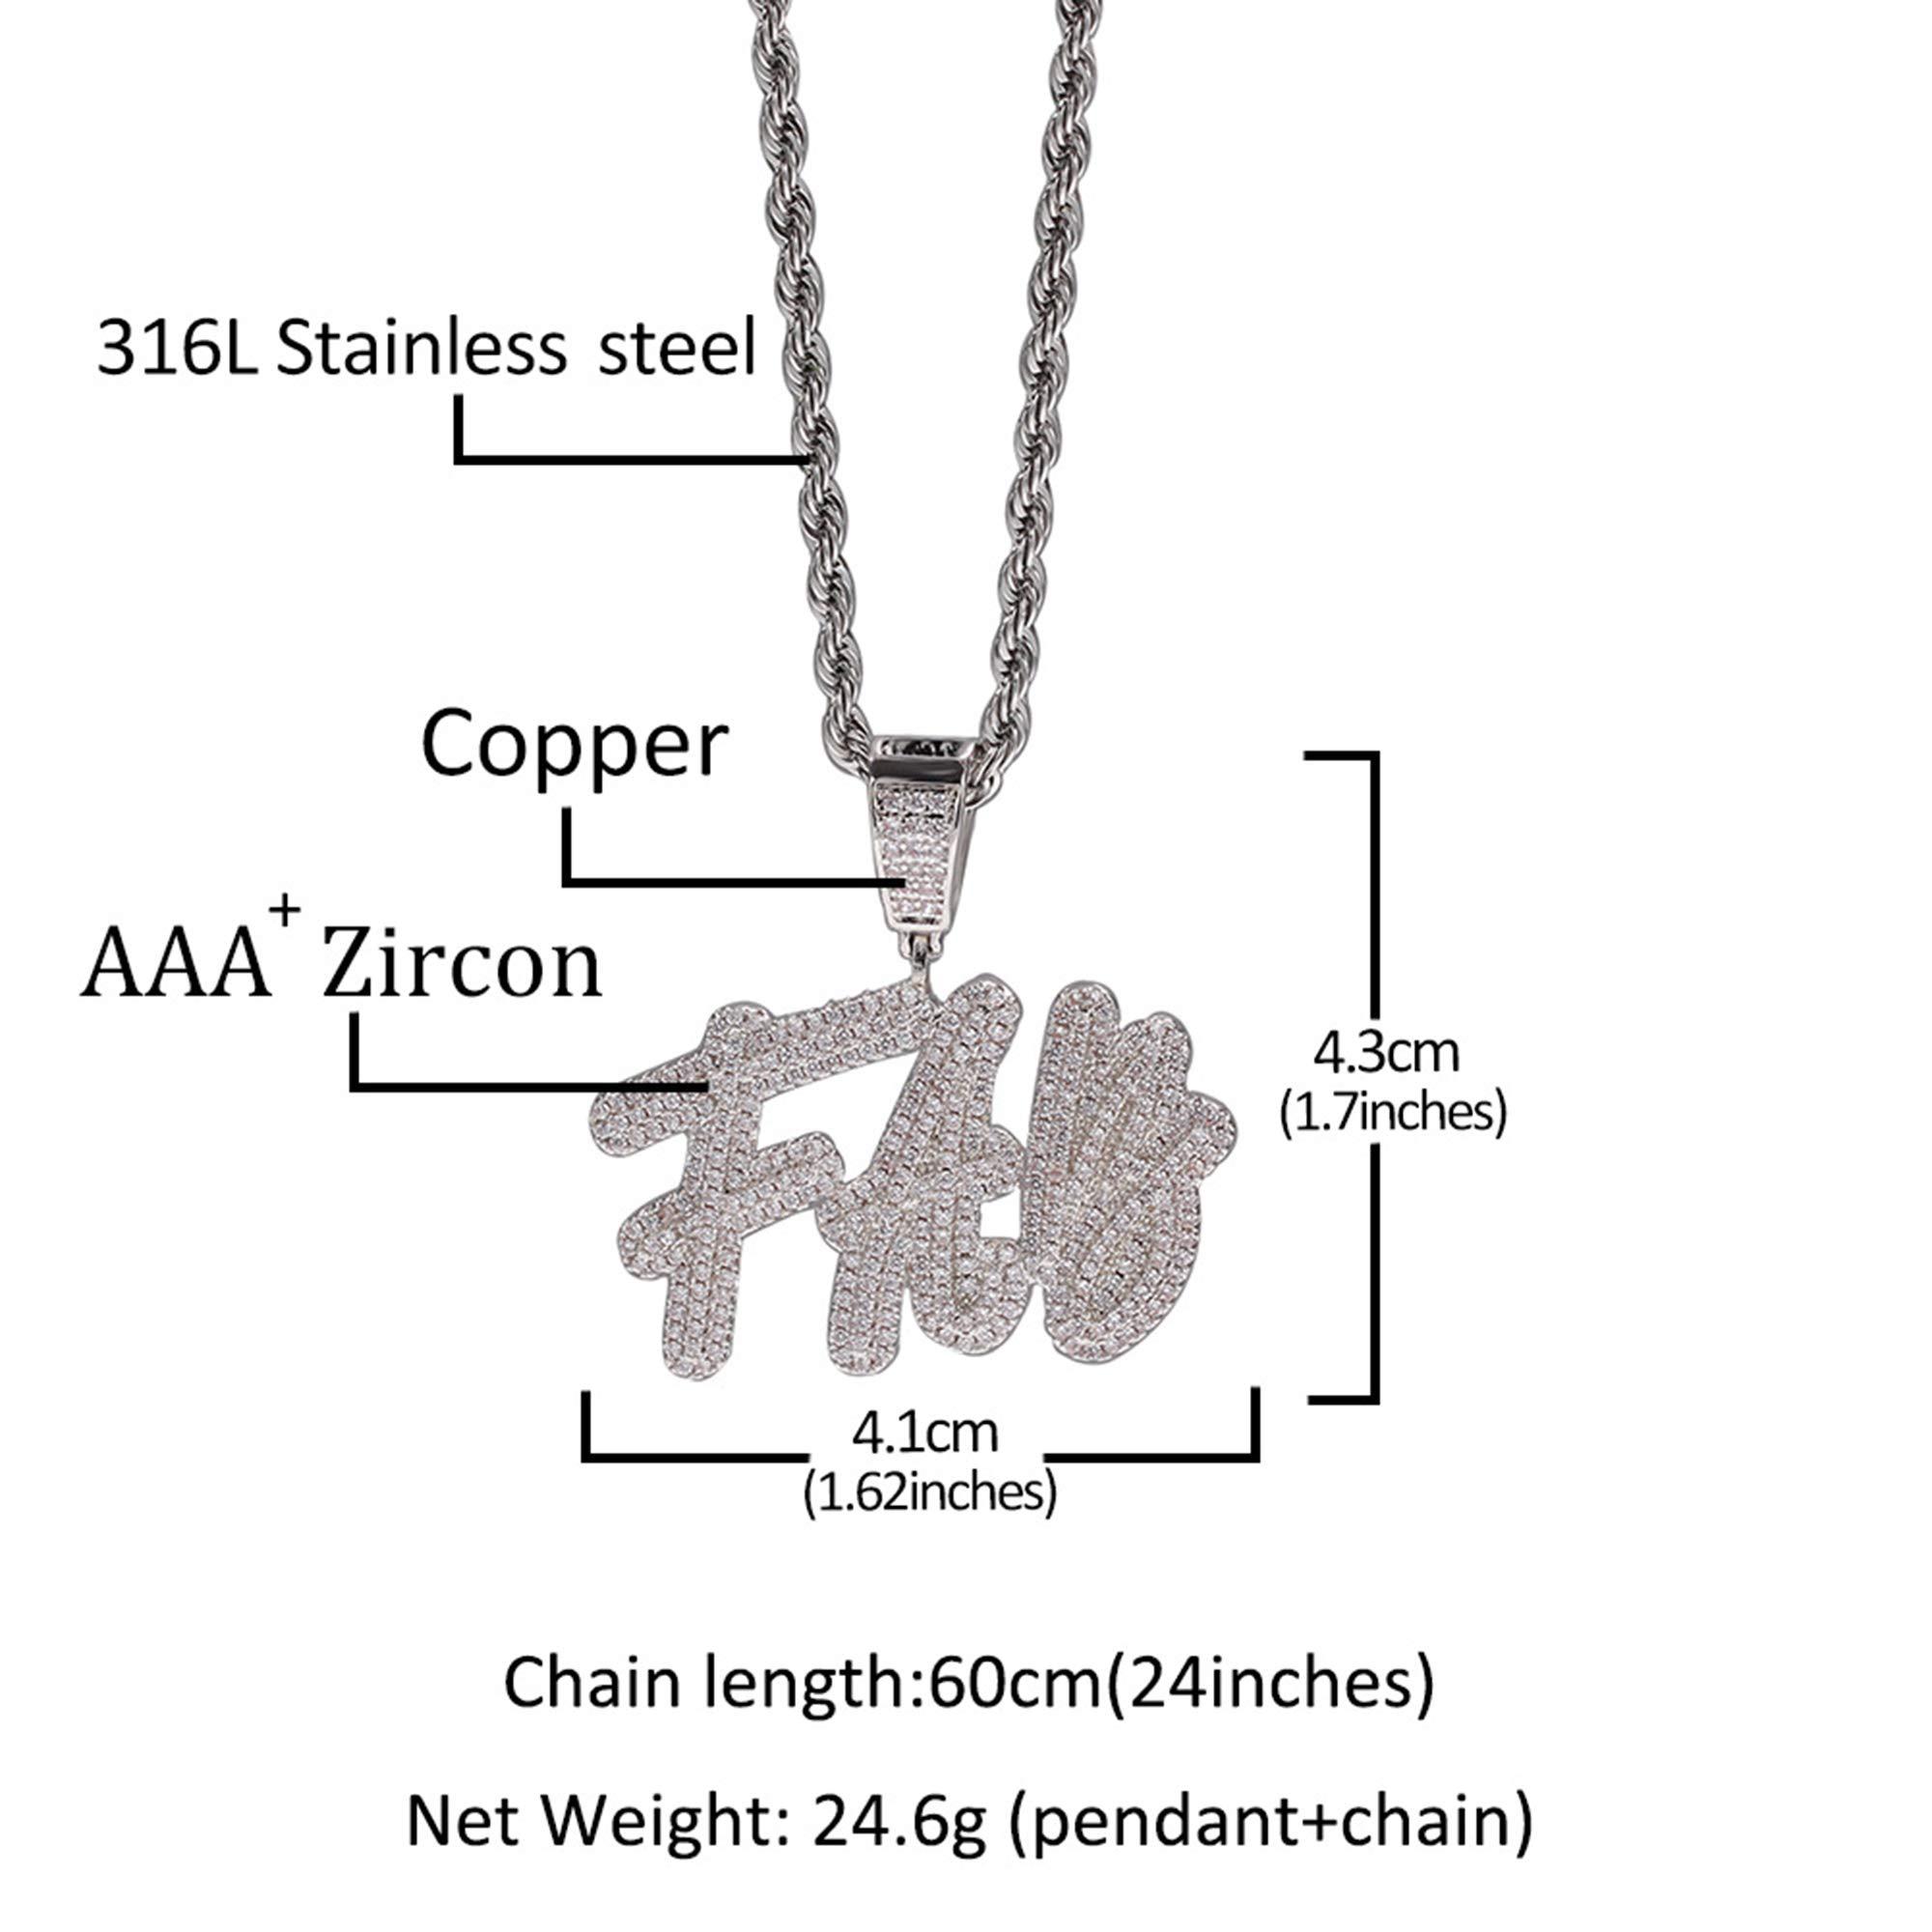 316L Stainless steel
Copper
AAA+ Zircon
FAB
4.3cm
(1.7inches)
4.1cm
(1.62inches)
Chain length:60cm(24inches)
Net Weight: 24.6g (pendant+chain)